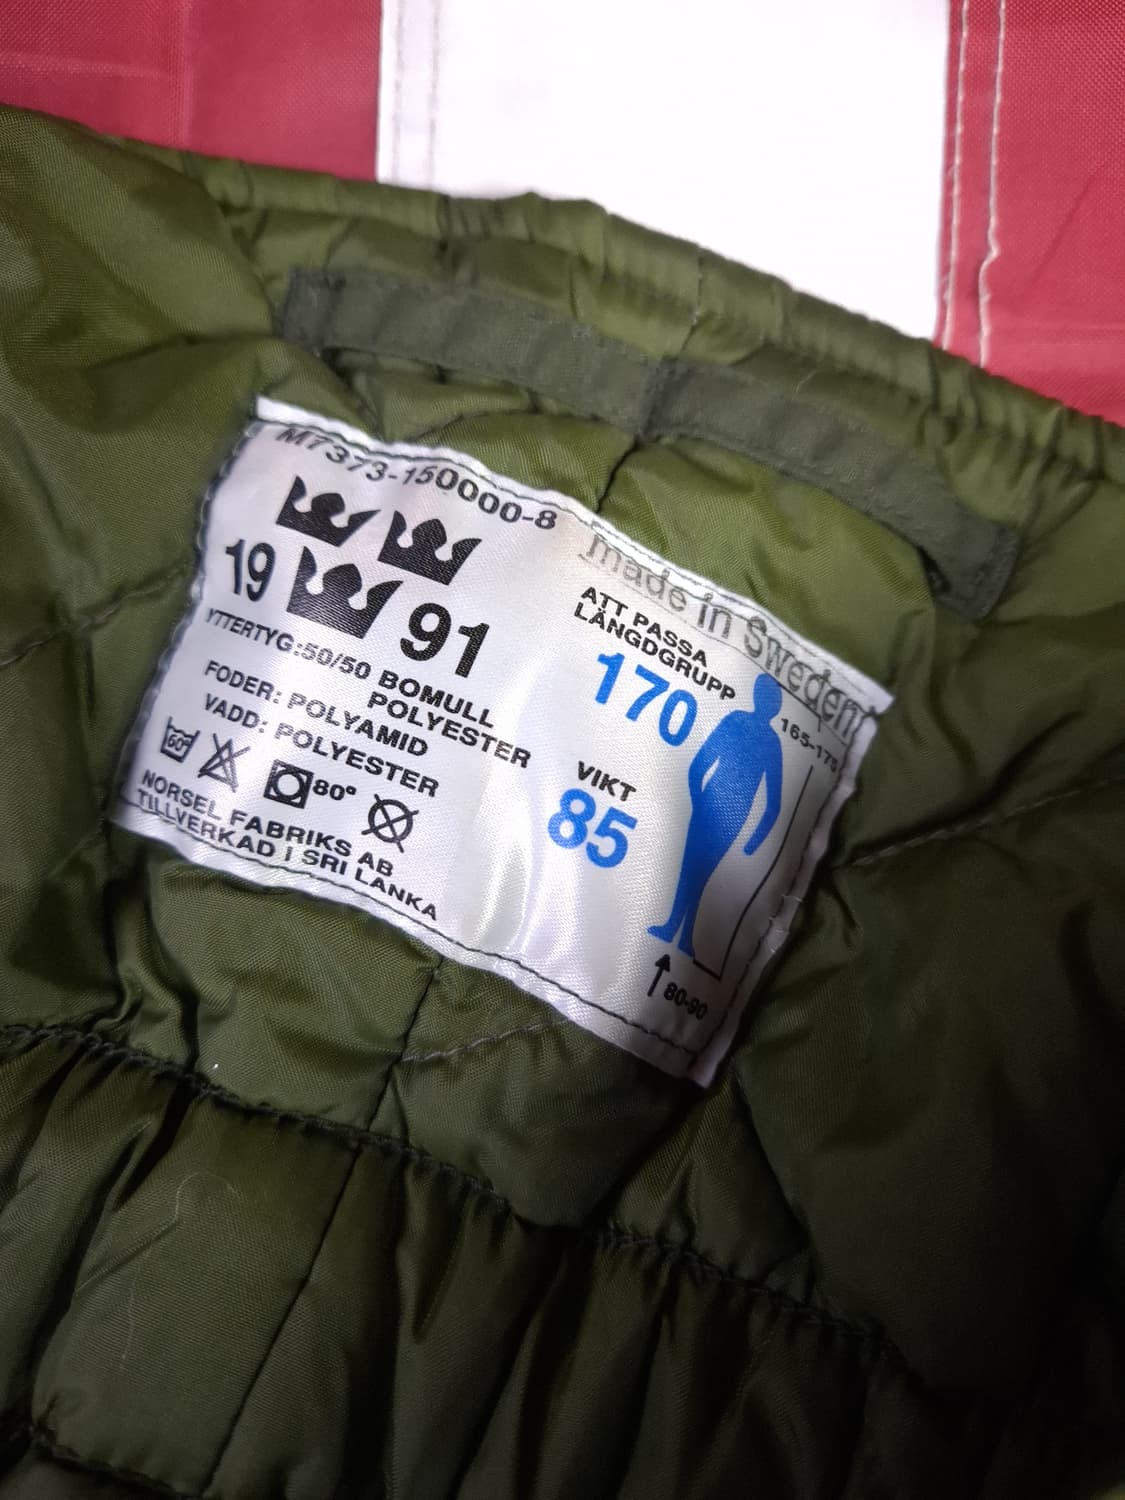 M7373-150000-8
19 91
YTTERTYG:50/50 BOMULL
POLYESTER
FODER: POLYAMID
VADD: POLYESTER
60°
80°
NORSEL FABRIKS AB
TILLVERKAD I SRI LANKA
made in Sweden
ATT PASSA
LÄNGDGRUPP
170
165-175
VIKT
85
80-90